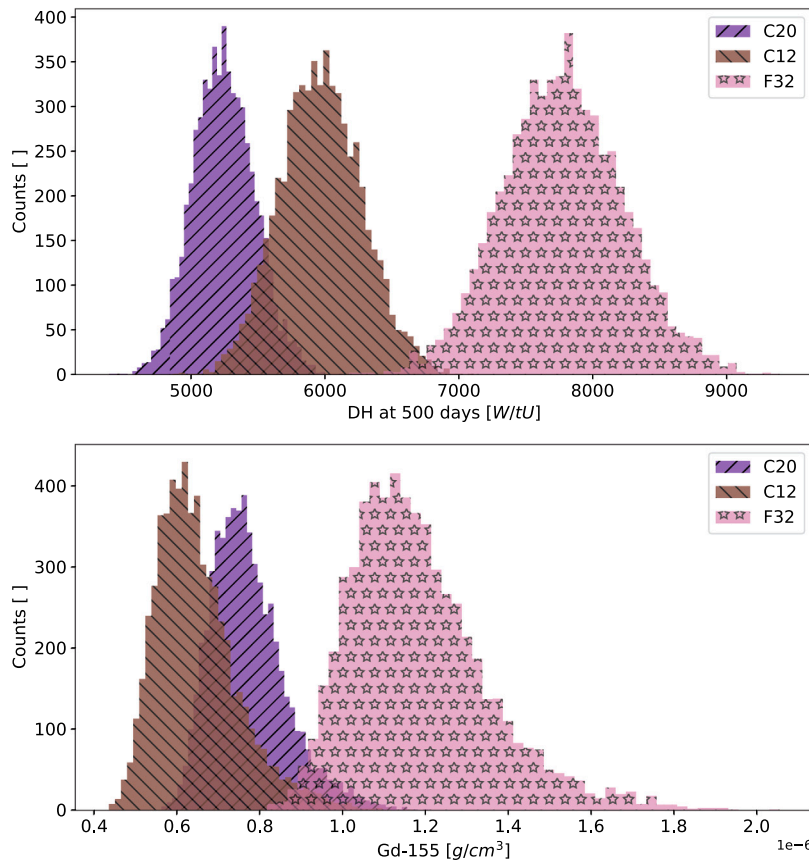 400
350
300
250
200
150
100
50
0
Counts [ ]
C20
C12
F32
5000 6000 7000 8000 9000
DH at 500 days [W/tU]
400
300
200
100
0
Counts [ ]
C20
C12
F32
0.4 0.6 0.8 1.0 1.2 1.4 1.6 1.8 2.0
1e−6
Gd-155 [g/cm³]